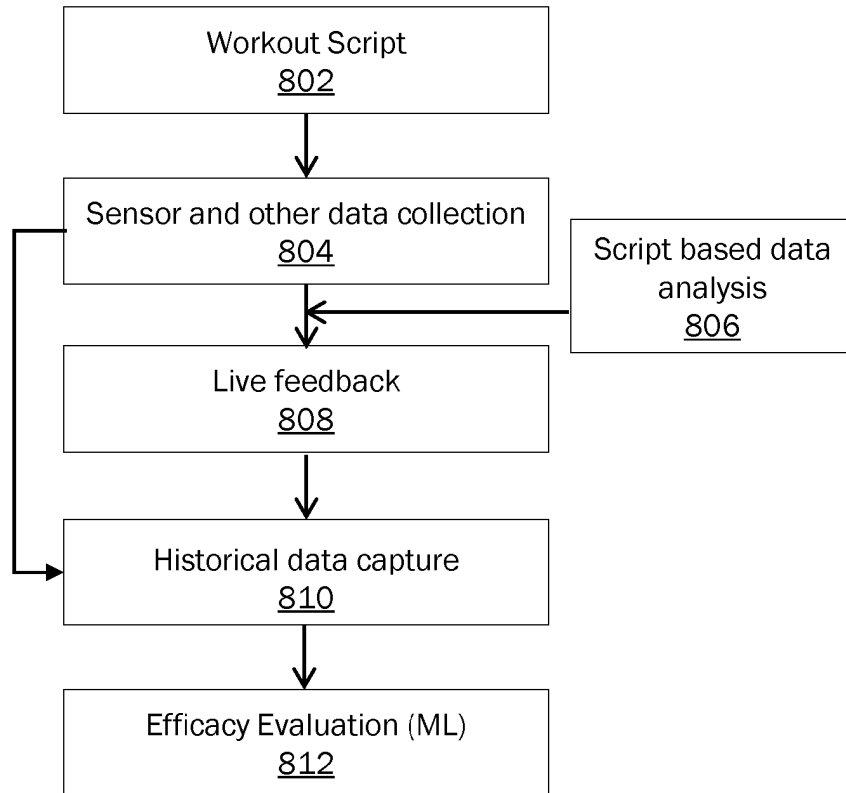 Workout Script
802
Sensor and other data collection
804
Script based data
analysis
806
Live feedback
808
Historical data capture
810
Efficacy Evaluation (ML)
812